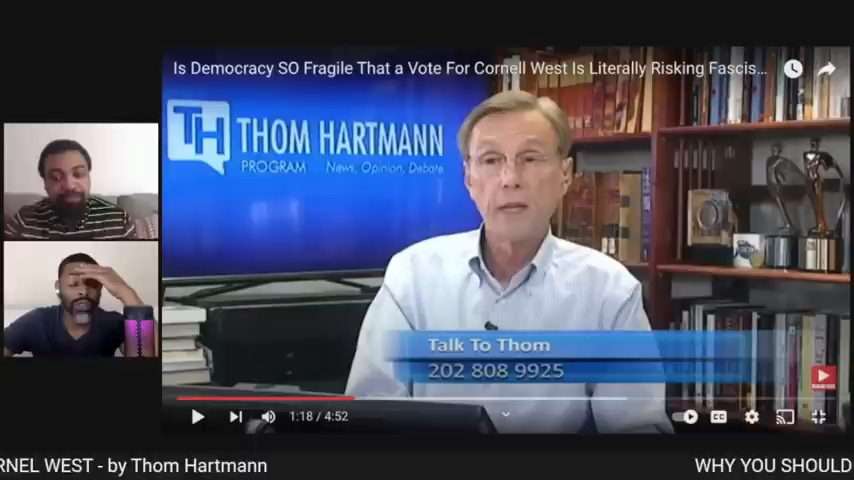 Is Democracy SO Fragile That a Vote For Cornell West Is Literally Risking Fascis...
TH THOM HARTMANN
PROGRAM News, Opinion, Debate
Talk To Thom
202 808 9925
1:18 / 4:52
CC
RNEL WEST - by Thom Hartmann
WHY YOU SHOULD